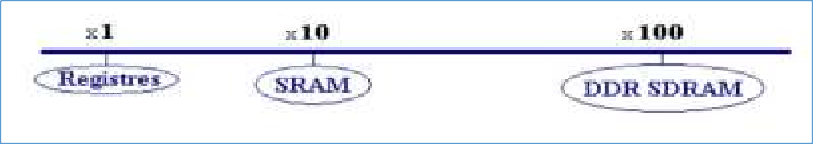 x1 x10 x100
Registres SRAM DDR SDRAM